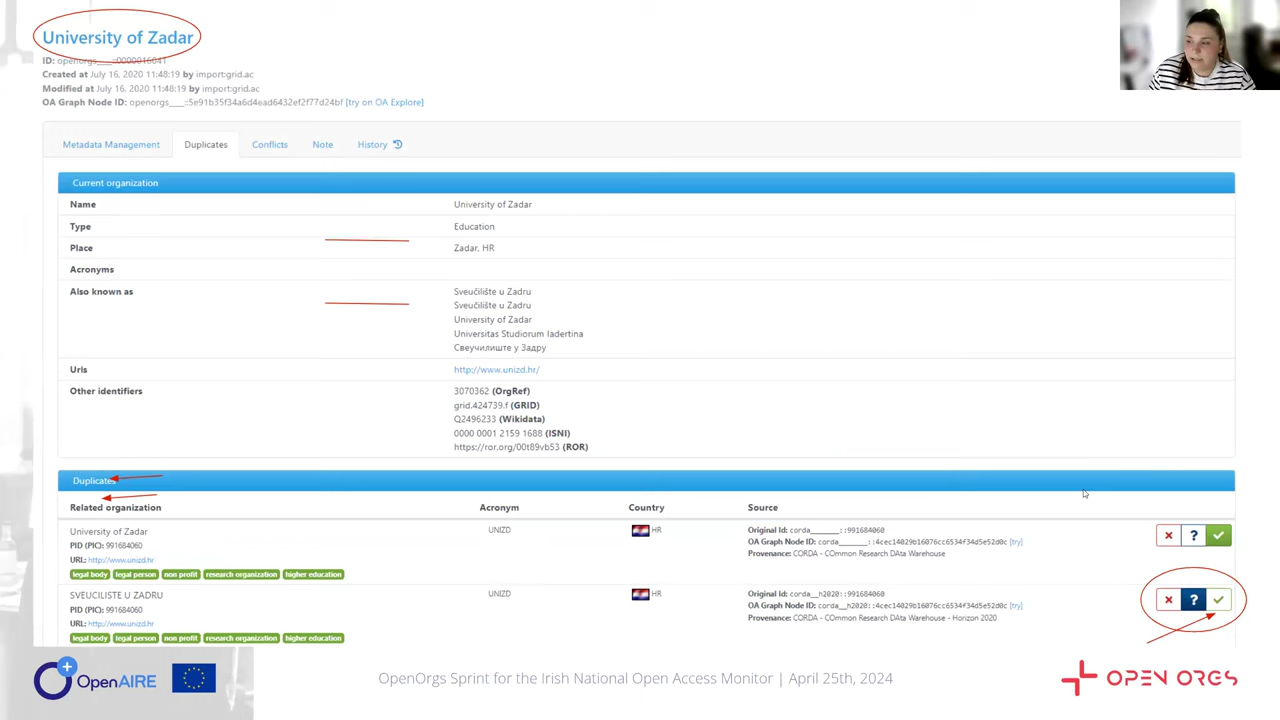 University of Zadar
ID: openorgs____::0000016041
Created at July 16, 2020 11:48:19 by import:grid.ac
Modified at July 16, 2020 11:48:19 by import:grid.ac
OA Graph Node ID: openorgs____::5e91b35f34a6d4ead6432ef2f77d24bf [try on OA Explore]
Metadata Management Duplicates Conflicts Note History
Current organization
Name University of Zadar
Type Education
Place Zadar, HR
Acronyms
Also known as Sveučilište u Zadru
Sveučilište u Zadru
University of Zadar
Universitas Studiorum Iadertina
Свеучилиште у Задру
Urls http://www.unizd.hr/
Other identifiers 3070362 (OrgRef)
grid.424739.f (GRID)
Q2496233 (Wikidata)
0000 0001 2159 1688 (ISNI)
https://ror.org/00t89vb53 (ROR)
Duplicates
Related organization Acronym Country Source
University of Zadar UNIZD HR Original Id: corda_______::991684060
PID (PIC): 991684060 OA Graph Node ID: corda_______::4cec14029b16076cc6534f34d5e52d0c [try]
URL: http://www.unizd.hr Provenance: CORDA - COmmon Research DAta Warehouse
legal body legal person non profit research organization higher education
SVEUCILISTE U ZADRU UNIZD HR Original Id: corda__h2020::991684060
PID (PIC): 991684060 OA Graph Node ID: corda__h2020::4cec14029b16076cc6534f34d5e52d0c [try]
URL: http://www.unizd.hr Provenance: CORDA - COmmon Research DAta Warehouse - Horizon 2020
legal body legal person non profit research organization higher education
OpenAIRE
OpenOrgs Sprint for the Irish National Open Access Monitor | April 25th, 2024
OPEN ORGS